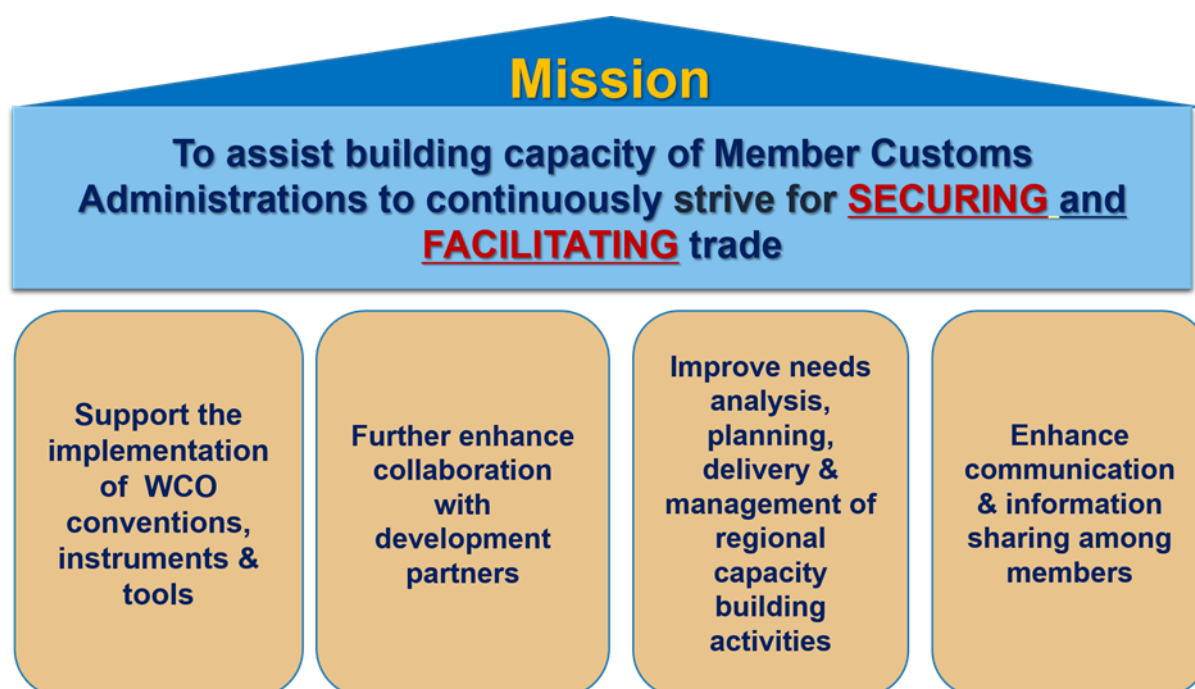 Mission
To assist building capacity of Member Customs
Administrations to continuously strive for SECURING and
FACILITATING trade
Support the
implementation
of WCO
conventions,
instruments &
tools
Further enhance
collaboration
with
development
partners
Improve needs
analysis,
planning,
delivery &
management of
regional
capacity
building
activities
Enhance
communication
& information
sharing among
members